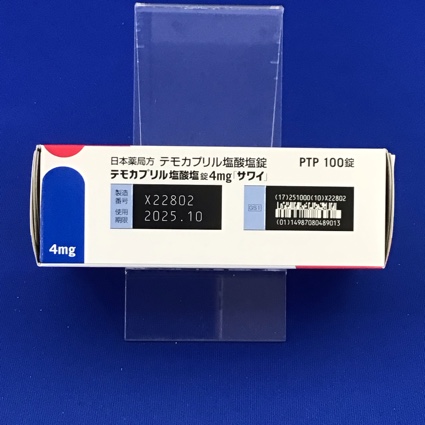 日本薬局方 テモカプリル塩酸塩錠 PTP 100錠
テモカプリル塩酸塩錠4mg「サワイ」
製造番号 X22802
使用期限 2025.10
(17)251000(10)X22802
GS1
(01)14987080489013
4mg